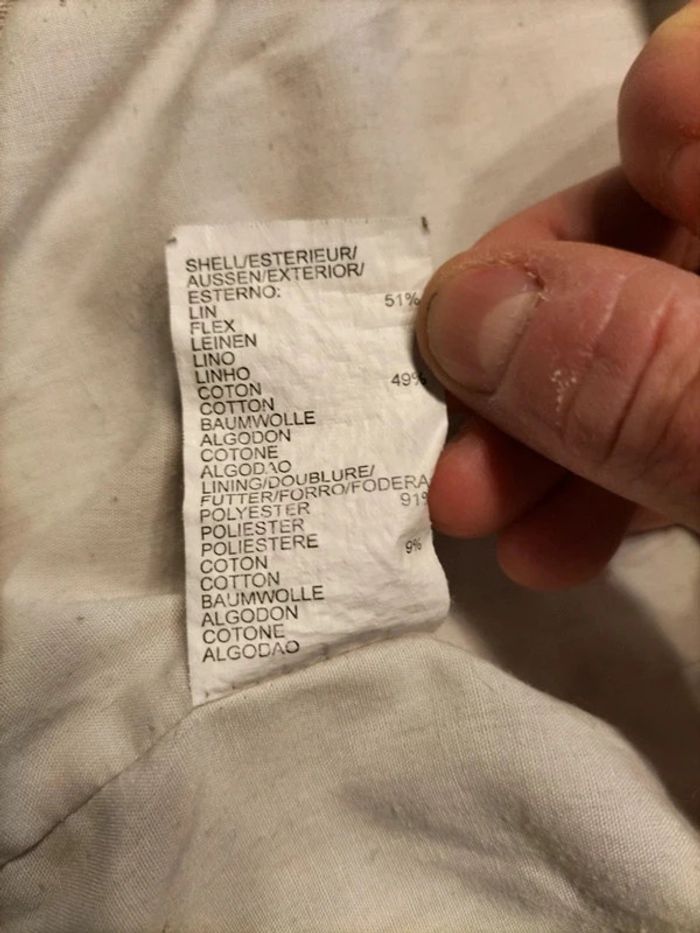 SHELL/ESTERIEUR/
AUSSEN/EXTERIOR/
ESTERNO:
LIN 51%
FLEX
LEINEN
LINO
LINHO
COTON 49%
COTTON
BAUMWOLLE
ALGODON
COTONE
ALGODAO
LINING/DOUBLURE/
FUTTER/FORRO/FODERA
POLYESTER 91%
POLIESTER
POLIESTERE
COTON 9%
COTTON
BAUMWOLLE
ALGODON
COTONE
ALGODAO